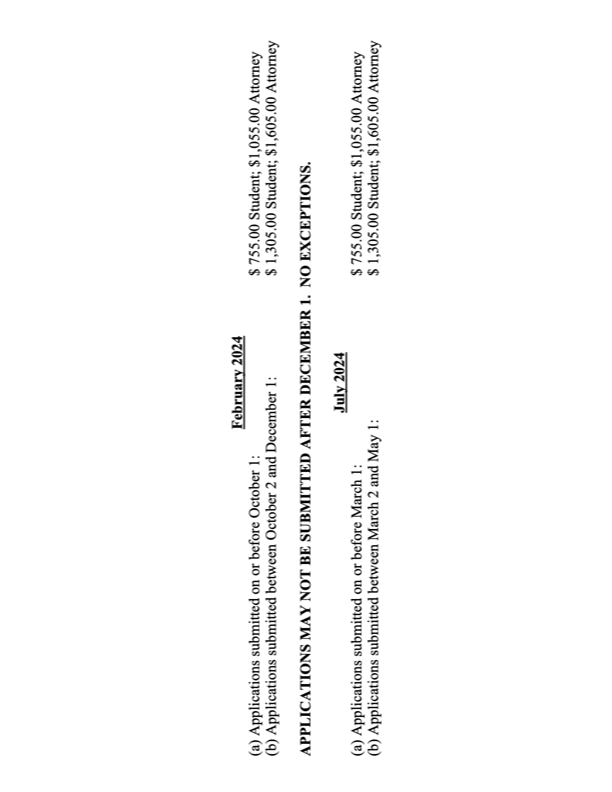 February 2024
(a) Applications submitted on or before October 1: $ 755.00 Student; $1,055.00 Attorney
(b) Applications submitted between October 2 and December 1: $ 1,305.00 Student; $1,605.00 Attorney
APPLICATIONS MAY NOT BE SUBMITTED AFTER DECEMBER 1. NO EXCEPTIONS.
July 2024
(a) Applications submitted on or before March 1: $ 755.00 Student; $1,055.00 Attorney
(b) Applications submitted between March 2 and May 1: $ 1,305.00 Student; $1,605.00 Attorney